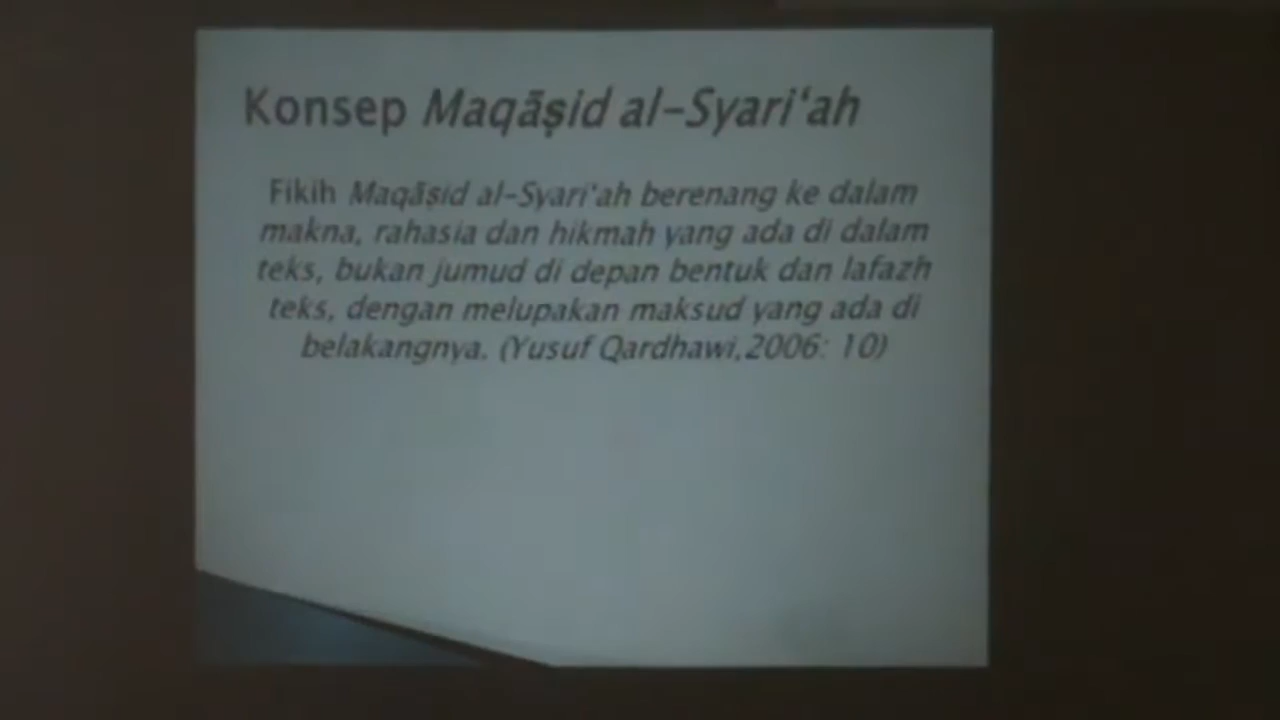 Konsep Maqāṣid al-Syari'ah
Fikih Maqāṣid al-Syari'ah berenang ke dalam
makna, rahasia dan hikmah yang ada di dalam
teks, bukan jumud di depan bentuk dan lafazh
teks, dengan melupakan maksud yang ada di
belakangnya. (Yusuf Qardhawi,2006: 10)